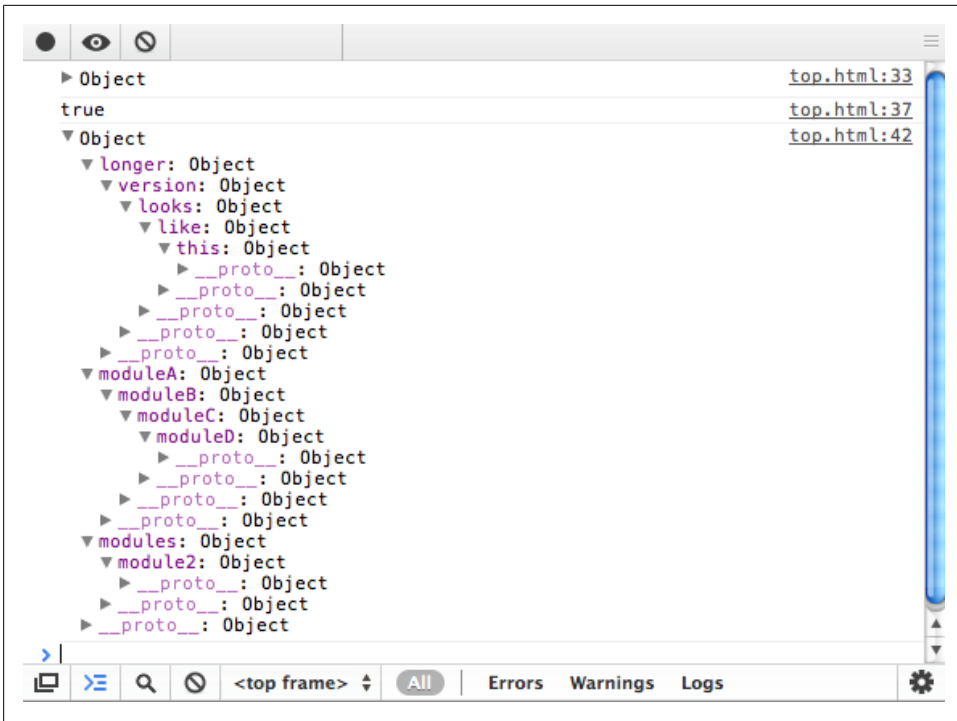 Object top.html:33
true top.html:37
Object top.html:42
longer: Object
version: Object
looks: Object
like: Object
this: Object
__proto__: Object
__proto__: Object
__proto__: Object
__proto__: Object
__proto__: Object
moduleA: Object
moduleB: Object
moduleC: Object
moduleD: Object
__proto__: Object
__proto__: Object
__proto__: Object
__proto__: Object
modules: Object
module2: Object
__proto__: Object
__proto__: Object
__proto__: Object
<top frame> All Errors Warnings Logs